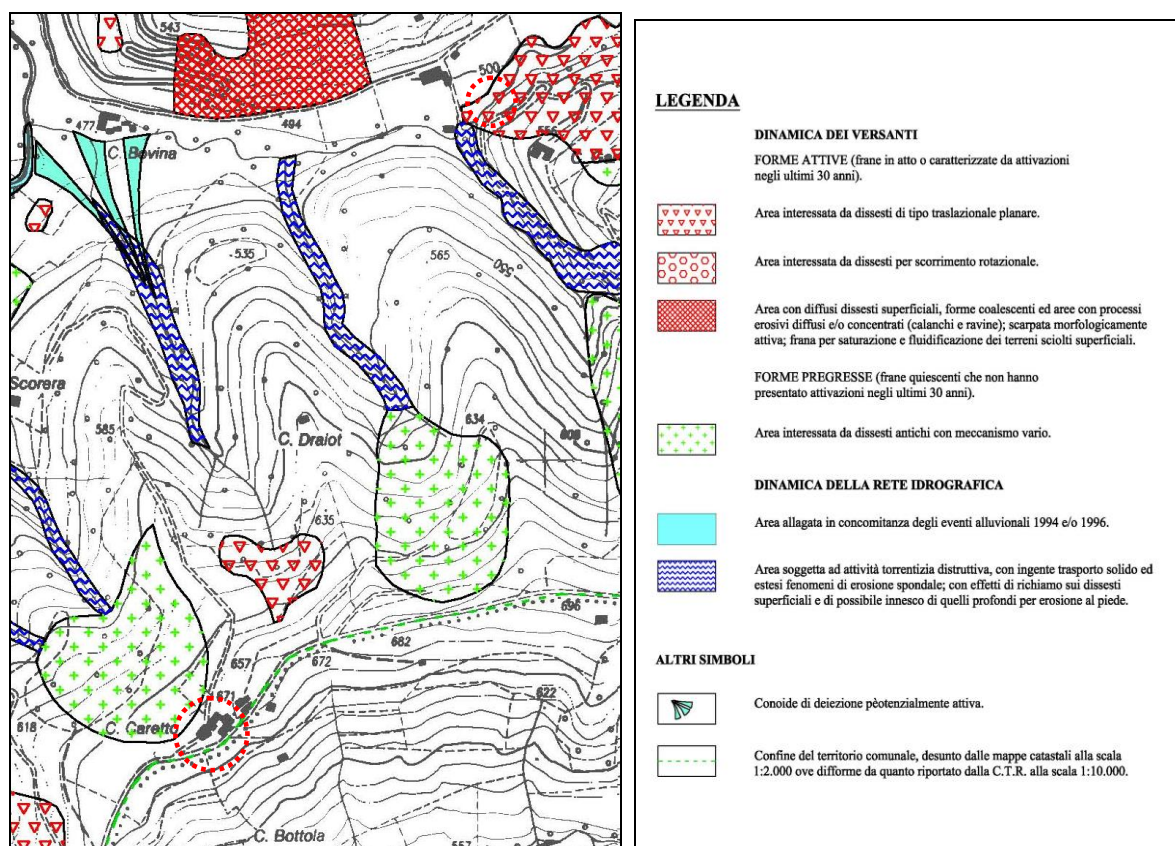 543
500
494
477
C. Bovina
556
535
565
550
Scorera
585
C. Draiot
634
608
635
696
682
672
657
671
622
618
C. Caretto
C. Bottola
557
LEGENDA
DINAMICA DEI VERSANTI
FORME ATTIVE (frane in atto o caratterizzate da attivazioni
negli ultimi 30 anni).
Area interessata da dissesti di tipo traslazionale planare.
Area interessata da dissesti per scorrimento rotazionale.
Area con diffusi dissesti superficiali, forme coalescenti ed aree con processi
erosivi diffusi e/o concentrati (calanchi e ravine); scarpata morfologicamente
attiva; frana per saturazione e fluidificazione dei terreni sciolti superficiali.
FORME PREGRESSE (frane quiescenti che non hanno
presentato attivazioni negli ultimi 30 anni).
Area interessata da dissesti antichi con meccanismo vario.
DINAMICA DELLA RETE IDROGRAFICA
Area allagata in concomitanza degli eventi alluvionali 1994 e/o 1996.
Area soggetta ad attività torrentizia distruttiva, con ingente trasporto solido ed
estesi fenomeni di erosione spondale; con effetti di richiamo sui dissesti
superficiali e di possibile innesco di quelli profondi per erosione al piede.
ALTRI SIMBOLI
Conoide di deiezione pèotenzialmente attiva.
Confine del territorio comunale, desunto dalle mappe catastali alla scala
1:2.000 ove difforme da quanto riportato dalla C.T.R. alla scala 1:10.000.